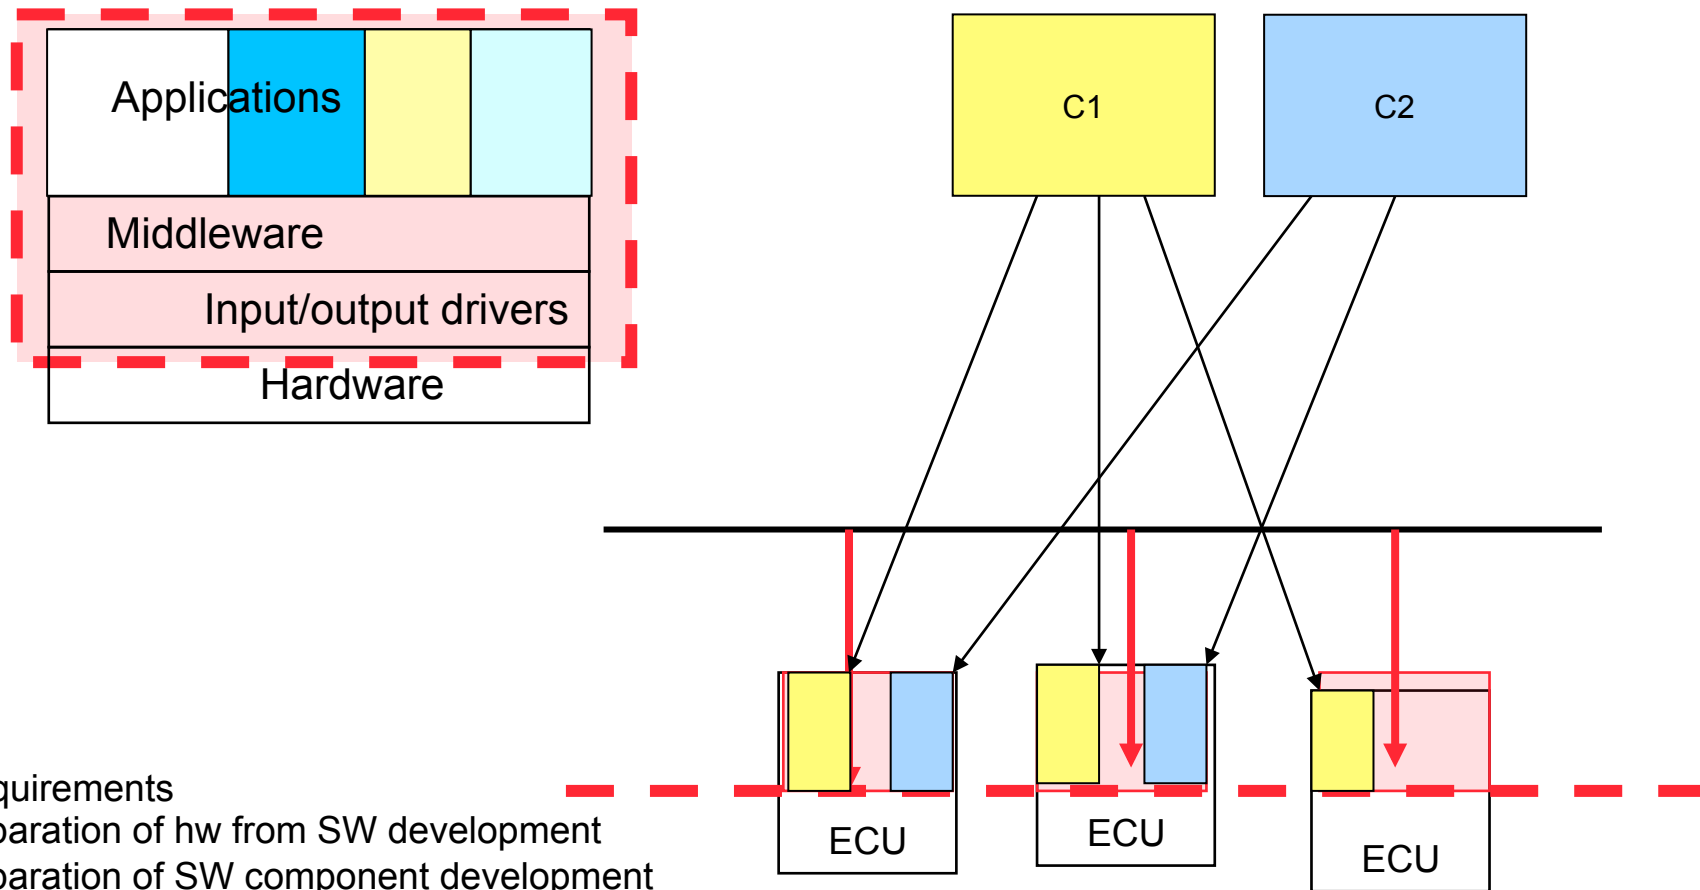 Applications
Middleware
Input/output drivers
Hardware
C1
C2
ECU
ECU
ECU
quirements
paration of hw from SW development
paration of SW component development